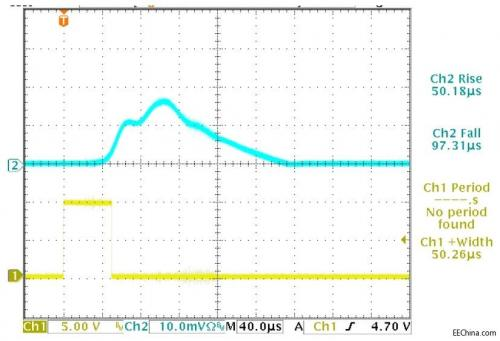 T
Ch2 Rise
50.18µs
Ch2 Fall
97.31µs
2
Ch1 Period
----.s
No period
found
Ch1 +Width
50.26µs
1
Ch1 5.00 V Ch2 10.0mVΩ M 40.0µs A Ch1 4.70 V
EEChina.com